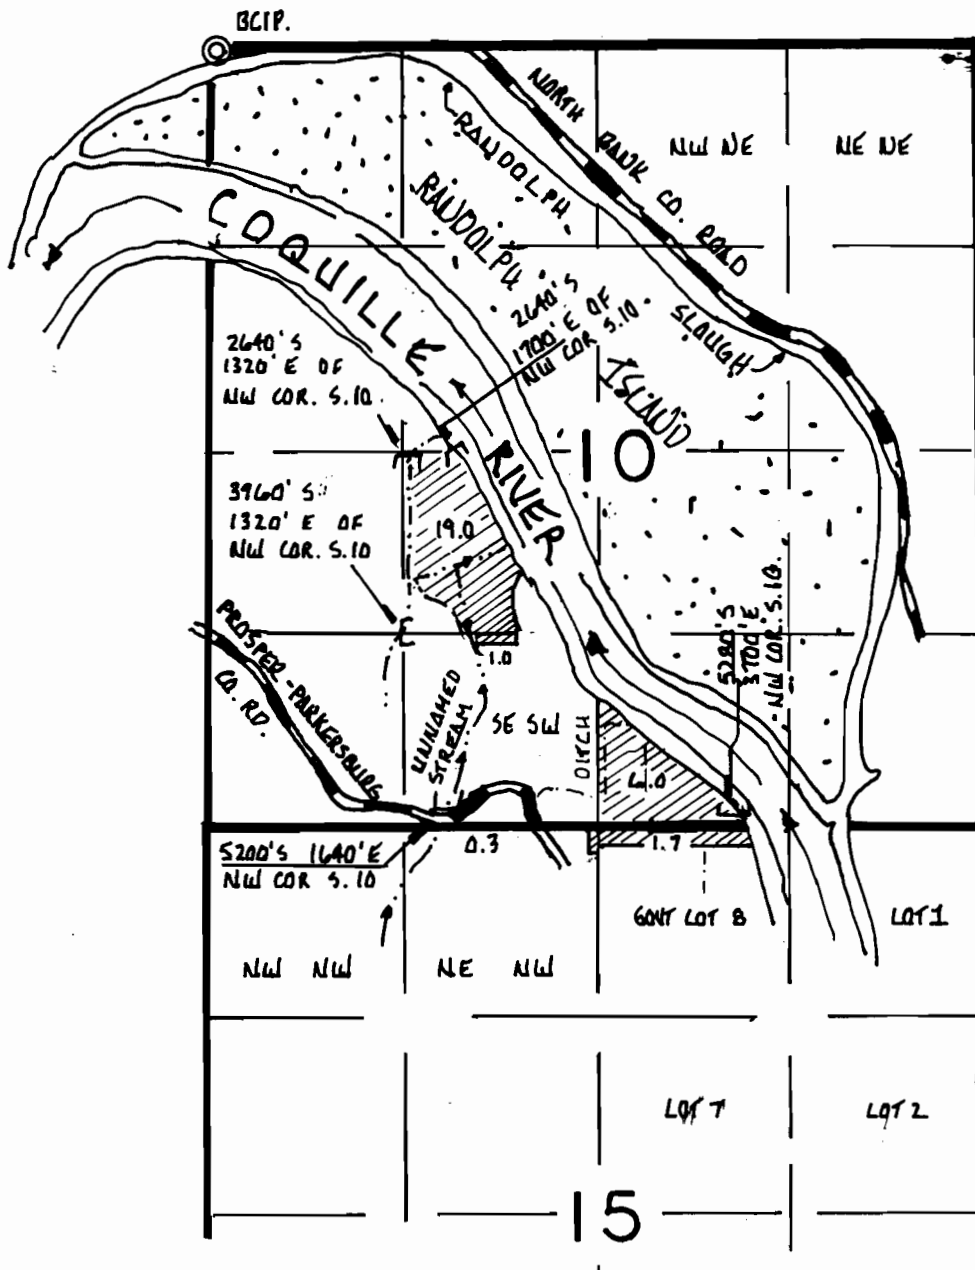 BCIP.
NORTH BANK CO. ROAD
NW NE
NE NE
RANDOLPH
RANDOLPH
ISLAND
COQUILLE
RIVER
SLOUGH
2640'S
1700'E OF
NW COR S.10
2640'S
1320' E OF
NW COR. S.10
10
3960' S
1320' E OF
NW COR. S.10
19.0
1.0
5280'S
3700'E
NW COR. S.10.
PROSPER-PARKERSBURG
CO. RD.
UNNAMED
STREAM
SE SW
DITCH
5200'S 1640'E
NW COR S.10
0.3
1.7
GOVT LOT 8
LOT 1
NW NW
NE NW
LOT 7
LOT 2
15